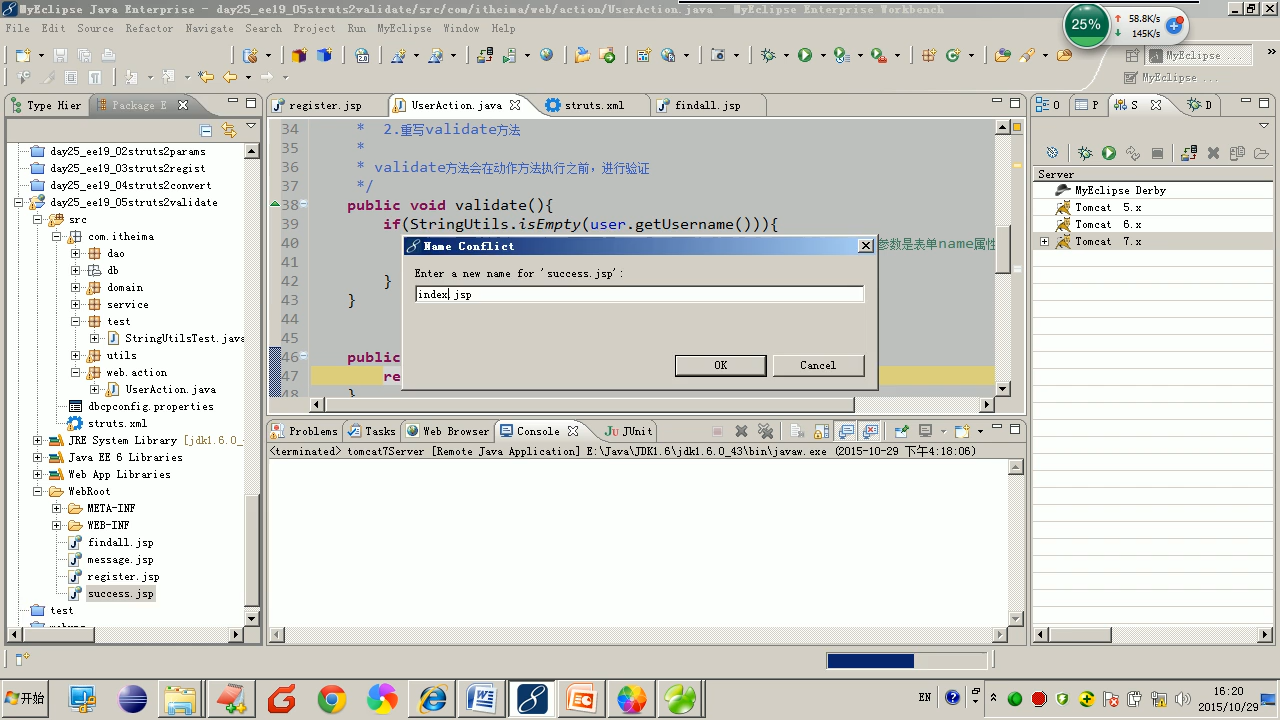 MyEclipse Java Enterprise - day25_ee19_05struts2validate/src/com/itheima/web/action/UserAction.java - MyEclipse Enterprise Workbench
25%
58.8K/s
145K/s
File Edit Source Refactor Navigate Search Project Run MyEclipse Window Help
MyEclipse
MyEclipse ...
Type Hier
Package E
register.jsp
UserAction.java
struts.xml
findall.jsp
O
P
S
D
day25_ee19_02struts2params
day25_ee19_03struts2regist
day25_ee19_04struts2convert
day25_ee19_05struts2validate
src
com.itheima
dao
db
domain
service
test
StringUtilsTest.java
utils
web.action
UserAction.java
dbcpconfig.properties
struts.xml
JRE System Library [jdk1.6.0_
Java EE 6 Libraries
Web App Libraries
WebRoot
META-INF
WEB-INF
findall.jsp
message.jsp
register.jsp
success.jsp
test
34 * 2.重写validate方法
35 *
36 * validate方法会在动作方法执行之前，进行验证
37 */
38 public void validate(){
39 if(StringUtils.isEmpty(user.getUsername())){
40 参数是表单name属性
41
42 }
43 }
44
45
46 public
47 re
48 }
Name Conflict
Enter a new name for 'success.jsp':
index.jsp
OK
Cancel
Server
MyEclipse Derby
Tomcat 5.x
Tomcat 6.x
Tomcat 7.x
Problems
Tasks
Web Browser
Console
JUnit
<terminated> tomcat7Server [Remote Java Application] E:\Java\JDK1.6\jdk1.6.0_43\bin\javaw.exe (2015-10-29 下午4:18:06)
开始
EN
16:20
2015/10/29